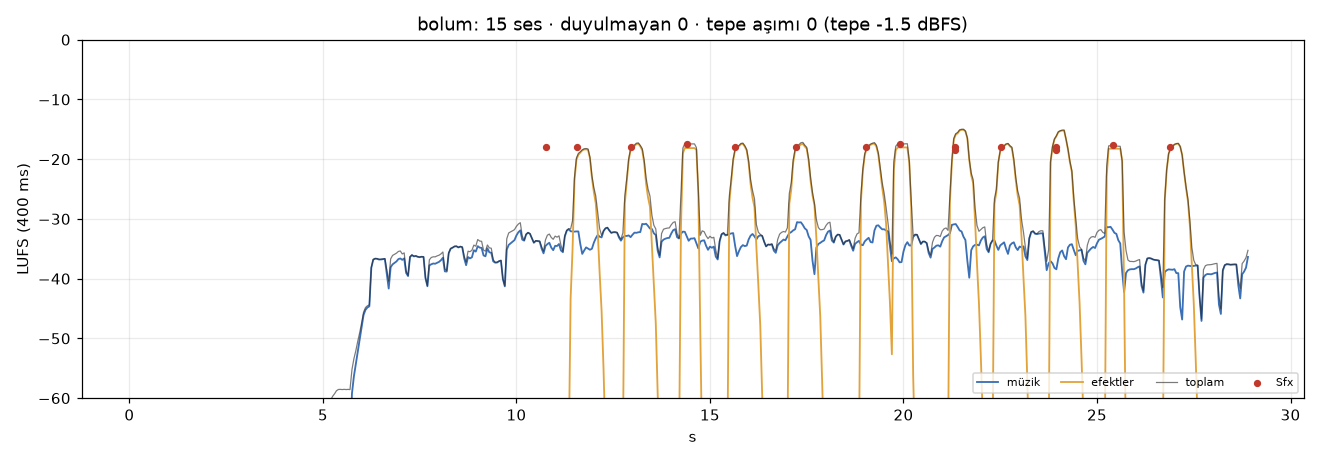 bolum: 15 ses · duyulmayan 0 · tepe aşımı 0 (tepe -1.5 dBFS)
LUFS (400 ms)
0
−10
−20
−30
−40
−50
−60
0 5 10 15 20 25 30
s
müzik efektler toplam Sfx